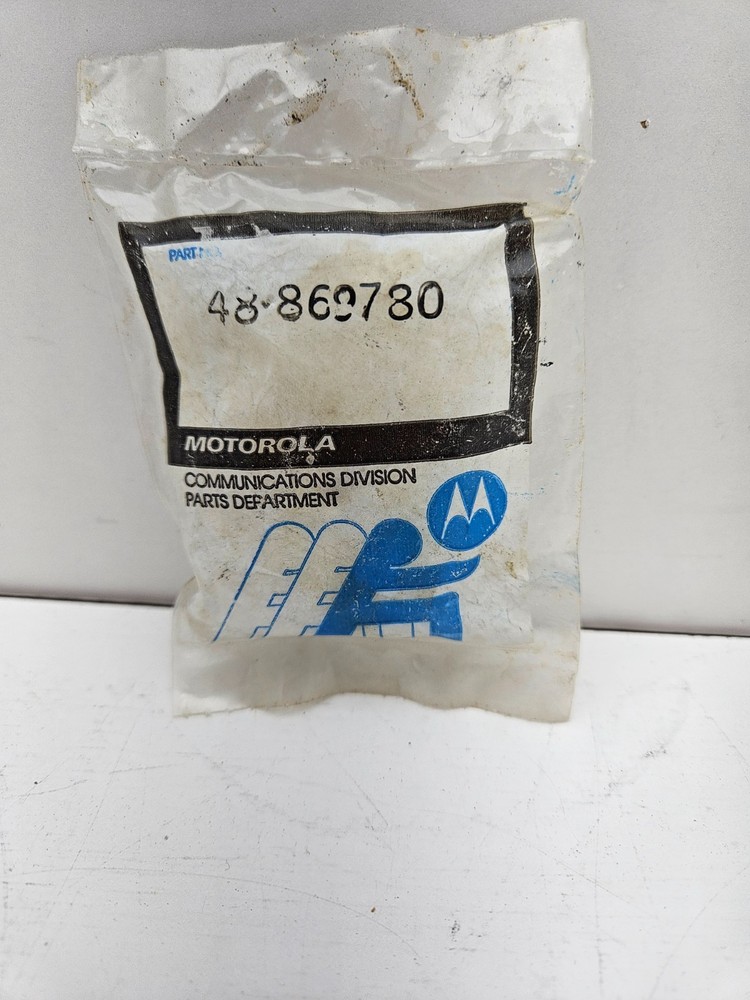 PART NO.
48-869780
MOTOROLA
COMMUNICATIONS DIVISION
PARTS DEPARTMENT